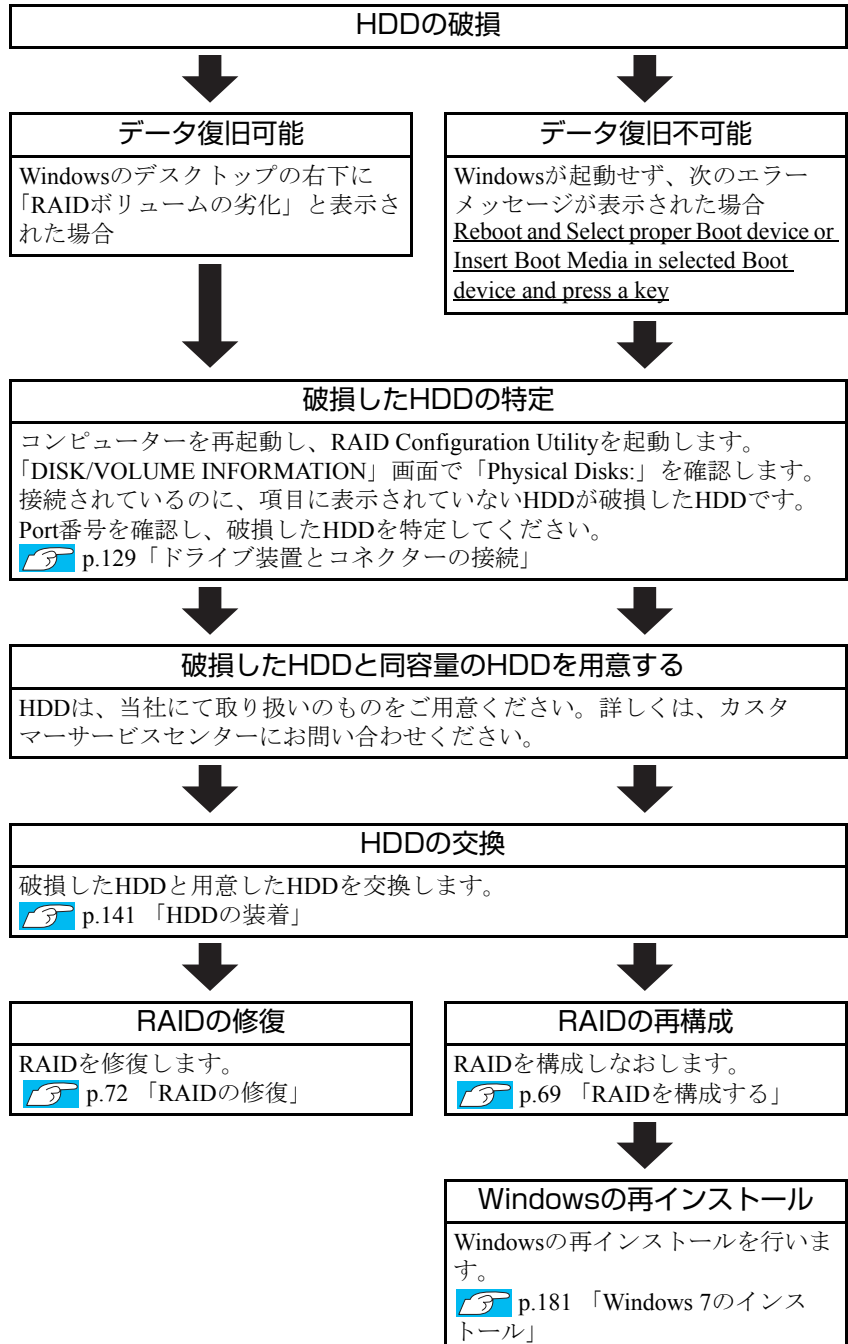 HDDの破損
データ復旧可能
Windowsのデスクトップの右下に
「RAIDボリュームの劣化」と表示さ
れた場合
データ復旧不可能
Windowsが起動せず、次のエラー
メッセージが表示された場合
Reboot and Select proper Boot device or
Insert Boot Media in selected Boot
device and press a key
破損したHDDの特定
コンピューターを再起動し、RAID Configuration Utilityを起動します。
「DISK/VOLUME INFORMATION」画面で「Physical Disks:」を確認します。
接続されているのに、項目に表示されていないHDDが破損したHDDです。
Port番号を確認し、破損したHDDを特定してください。
p.129「ドライブ装置とコネクターの接続」
破損したHDDと同容量のHDDを用意する
HDDは、当社にて取り扱いのものをご用意ください。詳しくは、カスタ
マーサービスセンターにお問い合わせください。
HDDの交換
破損したHDDと用意したHDDを交換します。
p.141 「HDDの装着」
RAIDの修復
RAIDを修復します。
p.72 「RAIDの修復」
RAIDの再構成
RAIDを構成しなおします。
p.69 「RAIDを構成する」
Windowsの再インストール
Windowsの再インストールを行いま
す。
p.181 「Windows 7のインス
トール」